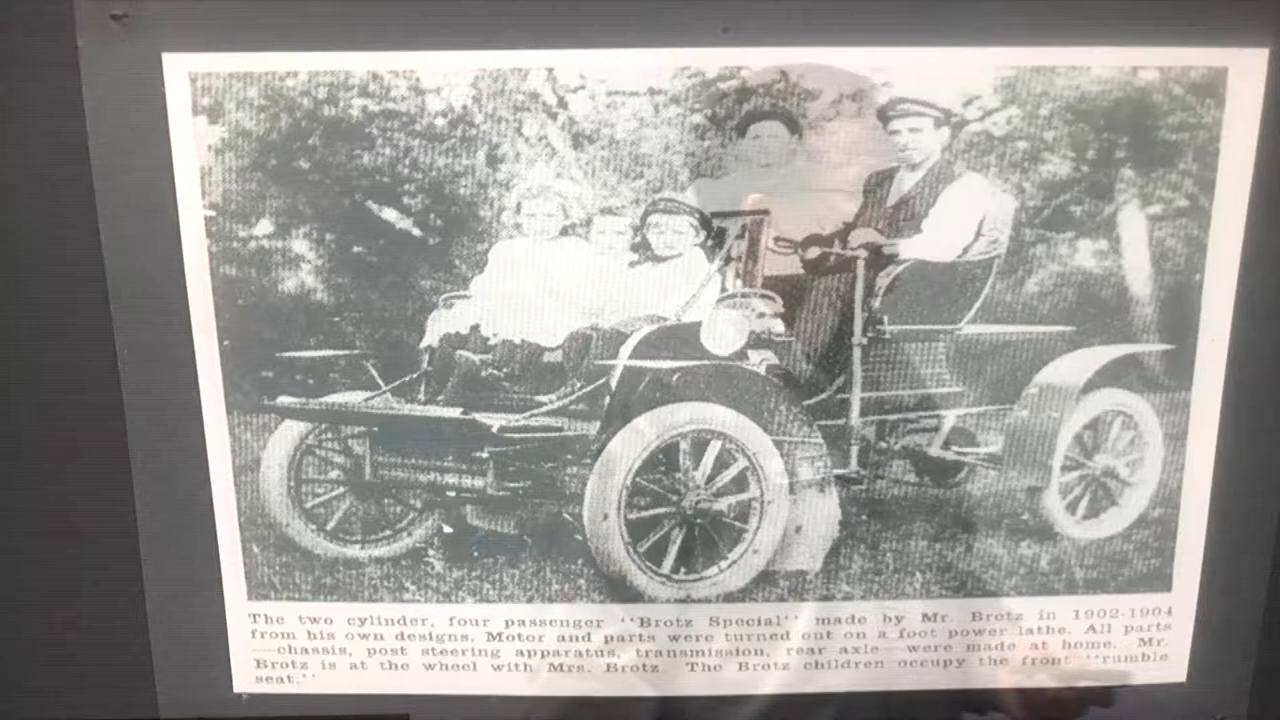 The two cylinder, four passenger "Brotz Special" made by Mr. Brotz in 1902-1904
from his own designs. Motor and parts were turned out on a foot power lathe. All parts
—chassis, post steering apparatus, transmission, rear axle—were made at home. Mr.
Brotz is at the wheel with Mrs. Brotz. The Brotz children occupy the front "rumble
seat."